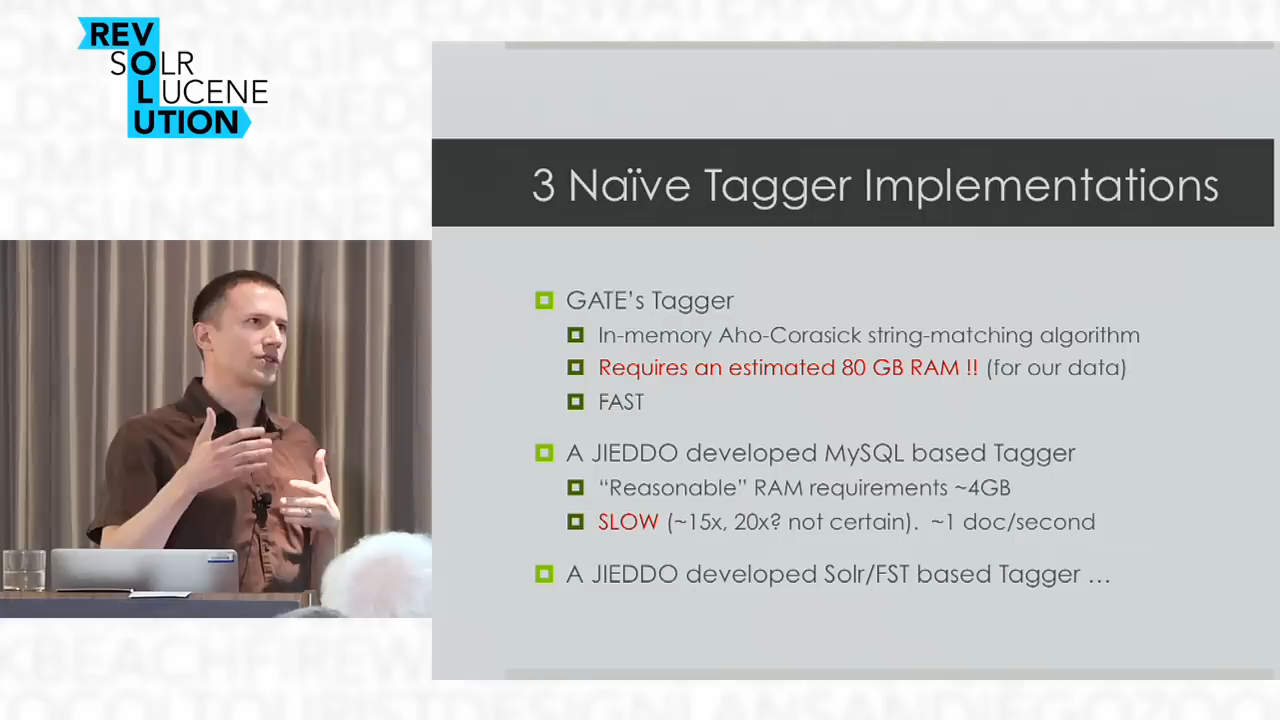 REV
SOLR
LUCENE
UTION
3 Naïve Tagger Implementations
GATE's Tagger
In-memory Aho-Corasick string-matching algorithm
Requires an estimated 80 GB RAM !! (for our data)
FAST
A JIEDDO developed MySQL based Tagger
“Reasonable” RAM requirements ~4GB
SLOW (~15x, 20x? not certain).  ~1 doc/second
A JIEDDO developed Solr/FST based Tagger …